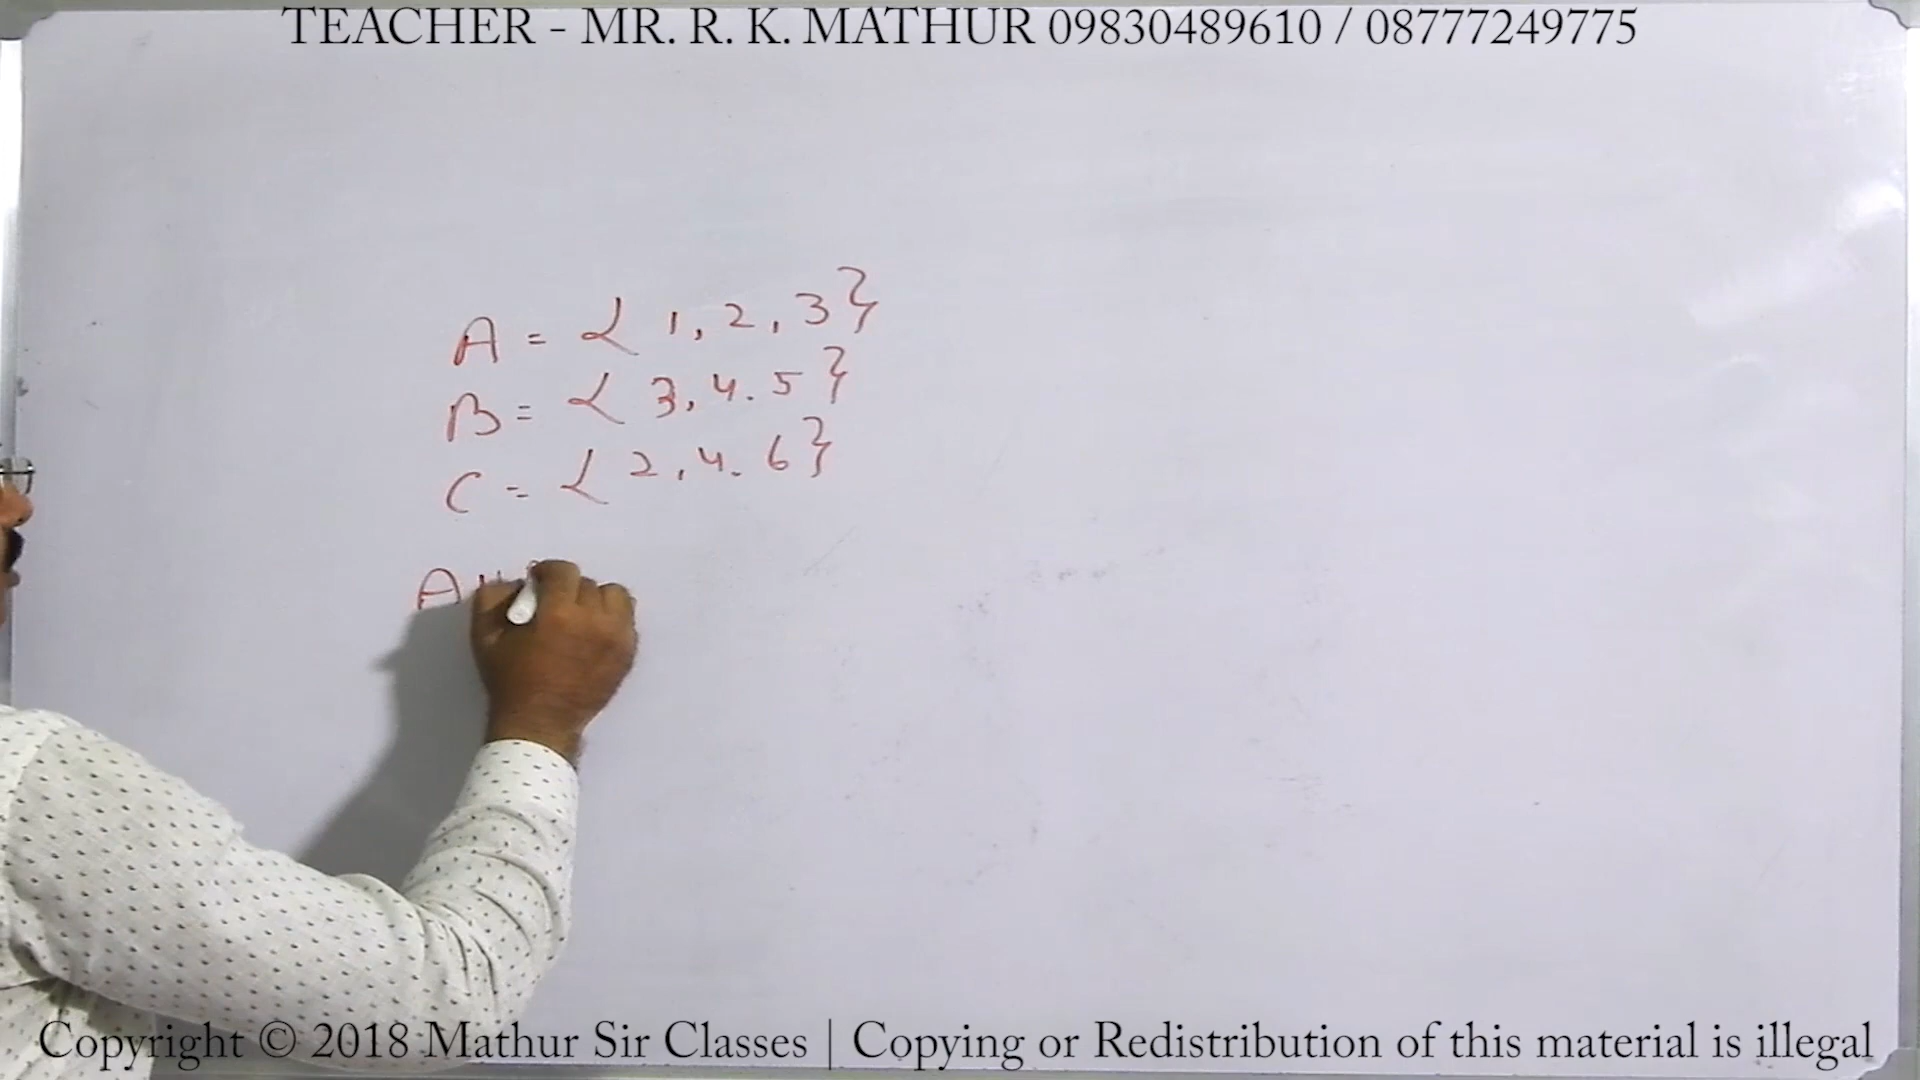 TEACHER - MR. R. K. MATHUR 09830489610 / 08777249775
A = { 1, 2, 3 }
B = { 3, 4. 5 }
C = { 2, 4. 6 }
A
Copyright © 2018 Mathur Sir Classes | Copying or Redistribution of this material is illegal